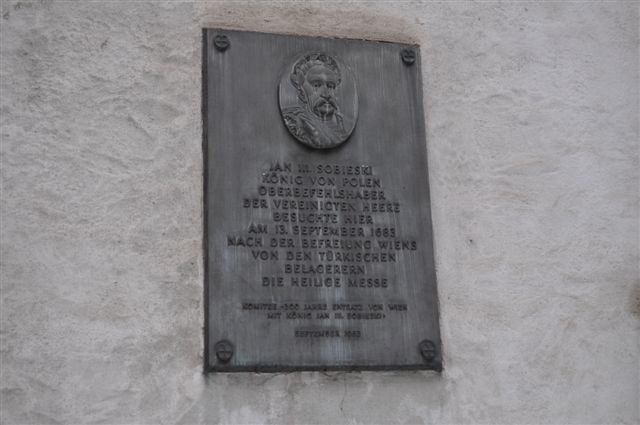 JAN III. SOBIESKI
KÖNIG VON POLEN
OBERBEFEHLSHABER
DER VEREINIGTEN HEERE
BESUCHTE HIER
AM 13. SEPTEMBER 1683
NACH DER BEFREIUNG WIENS
VON DEN TÜRKISCHEN
BELAGERERN
DIE HEILIGE MESSE
KOMITEE »300 JAHRE ENTSATZ VON WIEN
MIT KÖNIG JAN III. SOBIESKI«
SEPTEMBER 1983